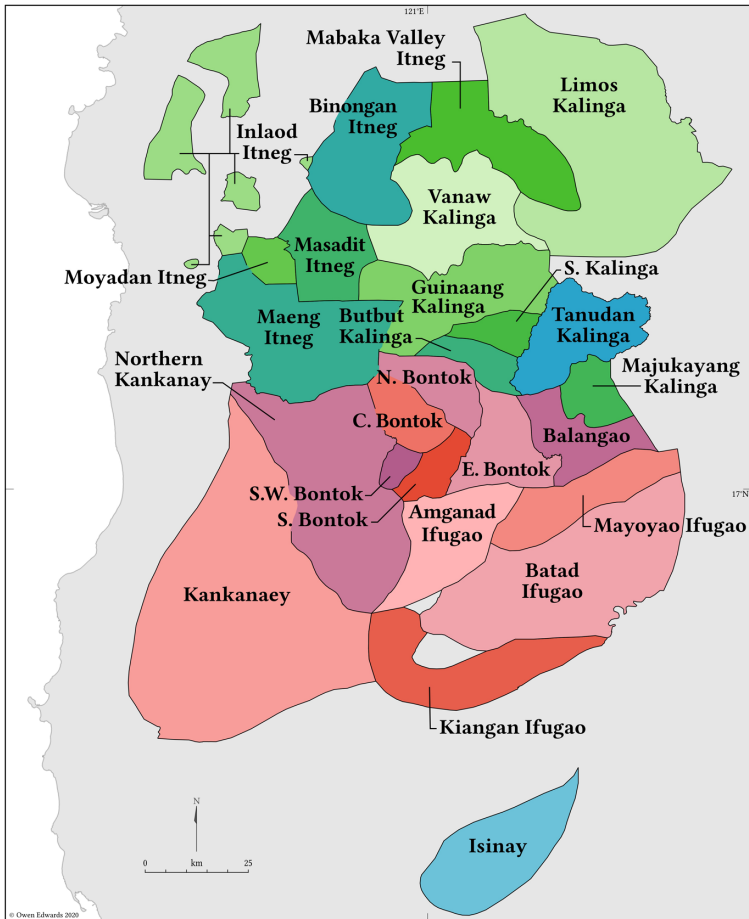 121°E
Mabaka Valley
Itneg
Limos
Kalinga
Binongan
Itneg
Inlaod
Itneg
Vanaw
Kalinga
Masadit
Itneg
S. Kalinga
Moyadan Itneg
Guinaang
Kalinga
Maeng
Itneg
Butbut
Kalinga
Tanudan
Kalinga
Northern
Kankanay
Majukayang
Kalinga
N. Bontok
C. Bontok
Balangao
E. Bontok
S.W. Bontok
17°N
S. Bontok
Amganad
Ifugao
Mayoyao Ifugao
Batad
Ifugao
Kankanaey
Kiangan Ifugao
N
Isinay
0 km 25
© Owen Edwards 2020